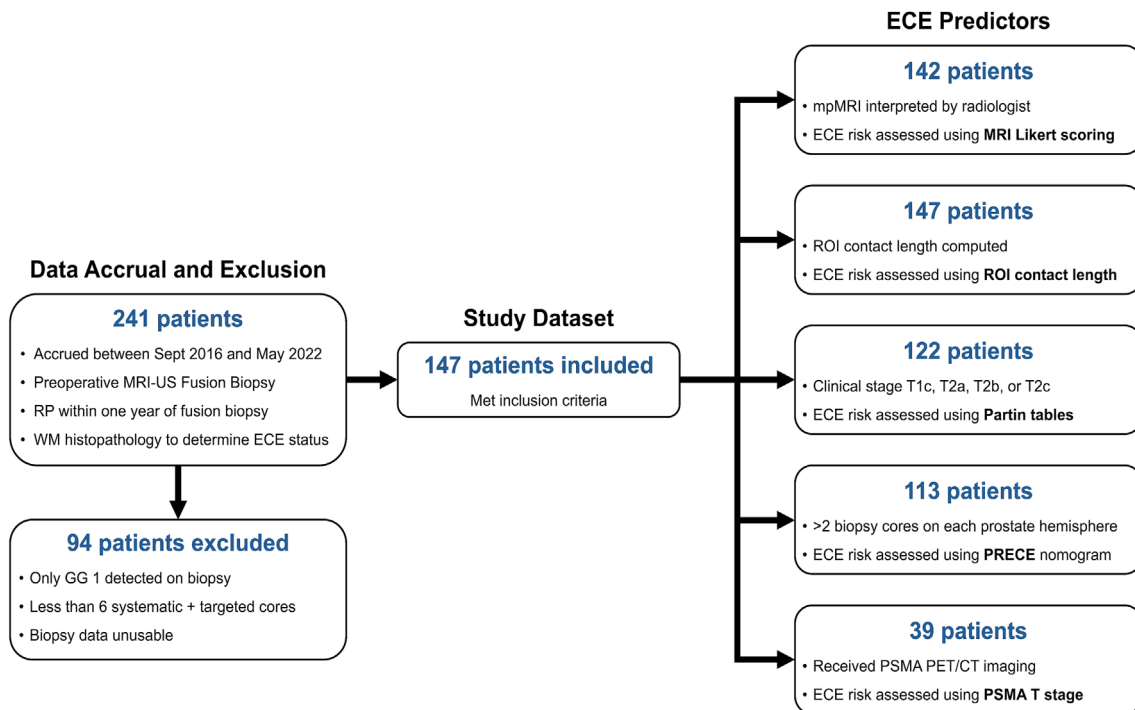 Data Accrual and Exclusion
241 patients
• Accrued between Sept 2016 and May 2022
• Preoperative MRI-US Fusion Biopsy
• RP within one year of fusion biopsy
• WM histopathology to determine ECE status
94 patients excluded
• Only GG 1 detected on biopsy
• Less than 6 systematic + targeted cores
• Biopsy data unusable
Study Dataset
147 patients included
Met inclusion criteria
ECE Predictors
142 patients
• mpMRI interpreted by radiologist
• ECE risk assessed using MRI Likert scoring
147 patients
• ROI contact length computed
• ECE risk assessed using ROI contact length
122 patients
• Clinical stage T1c, T2a, T2b, or T2c
• ECE risk assessed using Partin tables
113 patients
• >2 biopsy cores on each prostate hemisphere
• ECE risk assessed using PRECE nomogram
39 patients
• Received PSMA PET/CT imaging
• ECE risk assessed using PSMA T stage